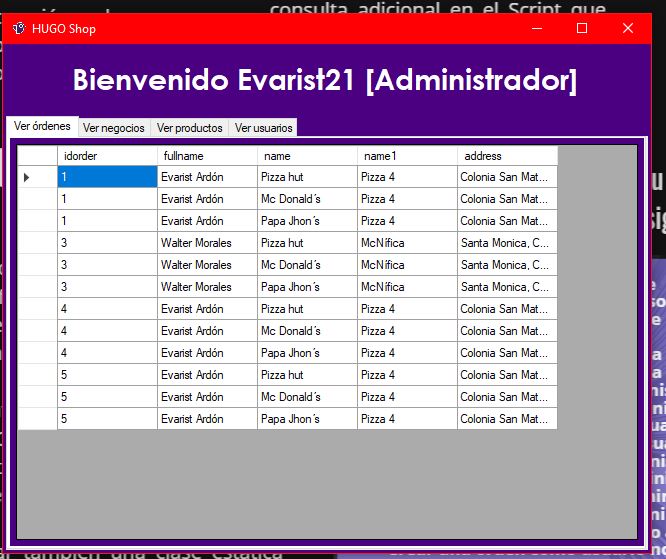 consulta adicional en el Script que
HUGO Shop
Bienvenido Evarist21 [Administrador]
Ver órdenes Ver negocios Ver productos Ver usuarios
idorder fullname name name1 address
1 Evarist Ardón Pizza hut Pizza 4 Colonia San Mat...
1 Evarist Ardón Mc Donald´s Pizza 4 Colonia San Mat...
1 Evarist Ardón Papa Jhon´s Pizza 4 Colonia San Mat...
3 Walter Morales Pizza hut McNífica Santa Monica, C...
3 Walter Morales Mc Donald´s McNífica Santa Monica, C...
3 Walter Morales Papa Jhon´s McNífica Santa Monica, C...
4 Evarist Ardón Pizza hut Pizza 4 Colonia San Mat...
4 Evarist Ardón Mc Donald´s Pizza 4 Colonia San Mat...
4 Evarist Ardón Papa Jhon´s Pizza 4 Colonia San Mat...
5 Evarist Ardón Pizza hut Pizza 4 Colonia San Mat...
5 Evarist Ardón Mc Donald´s Pizza 4 Colonia San Mat...
5 Evarist Ardón Papa Jhon´s Pizza 4 Colonia San Mat...